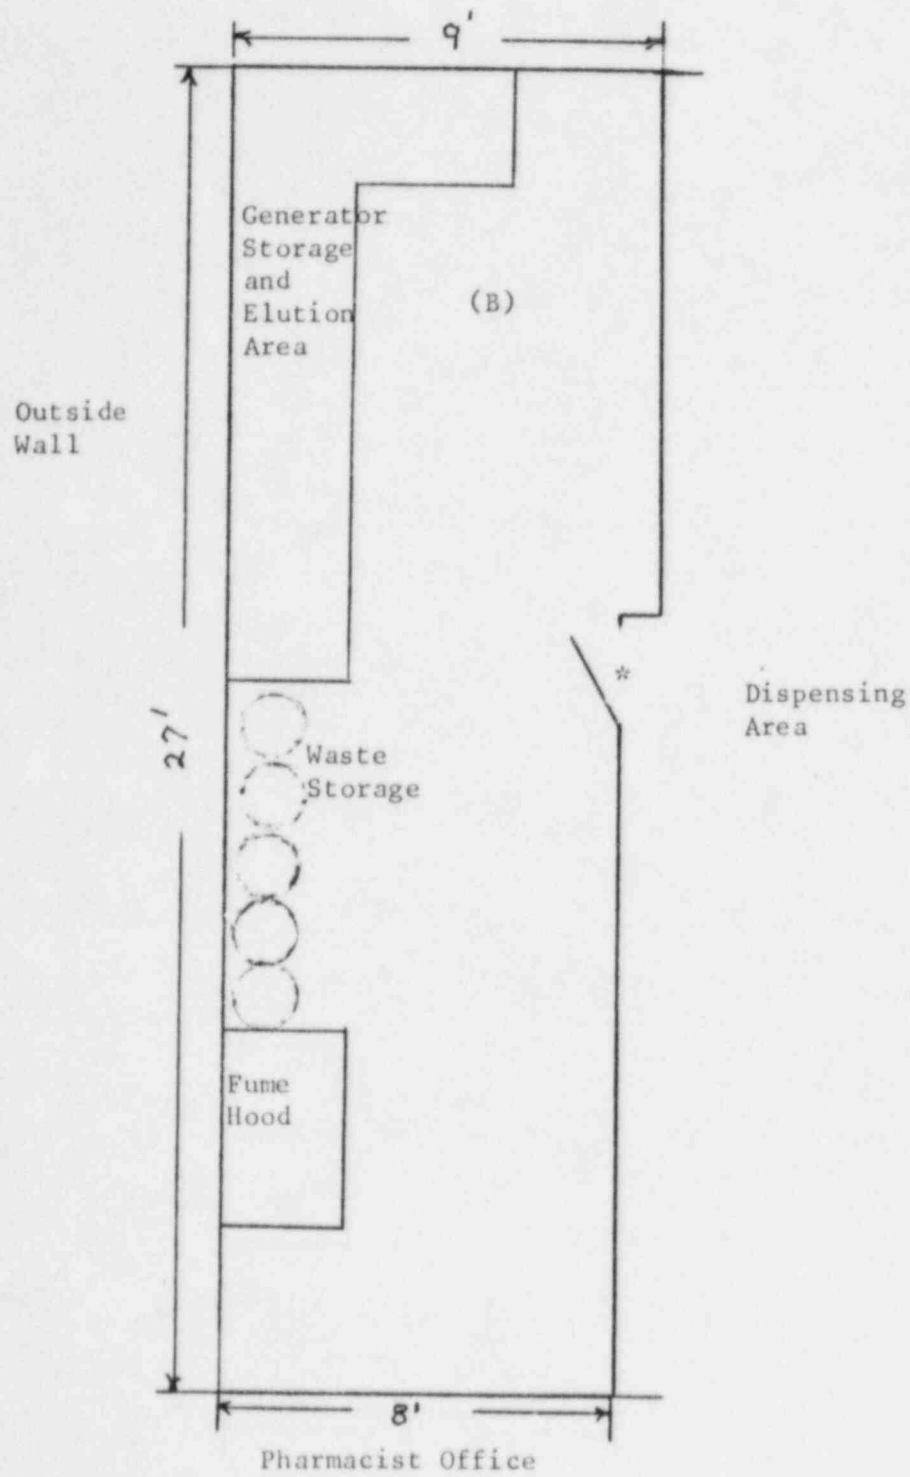 9'
Generator
Storage
and
Elution
Area
(B)
Outside
Wall
*
Dispensing
Area
27'
Waste
Storage
Fume
Hood
8'
Pharmacist Office